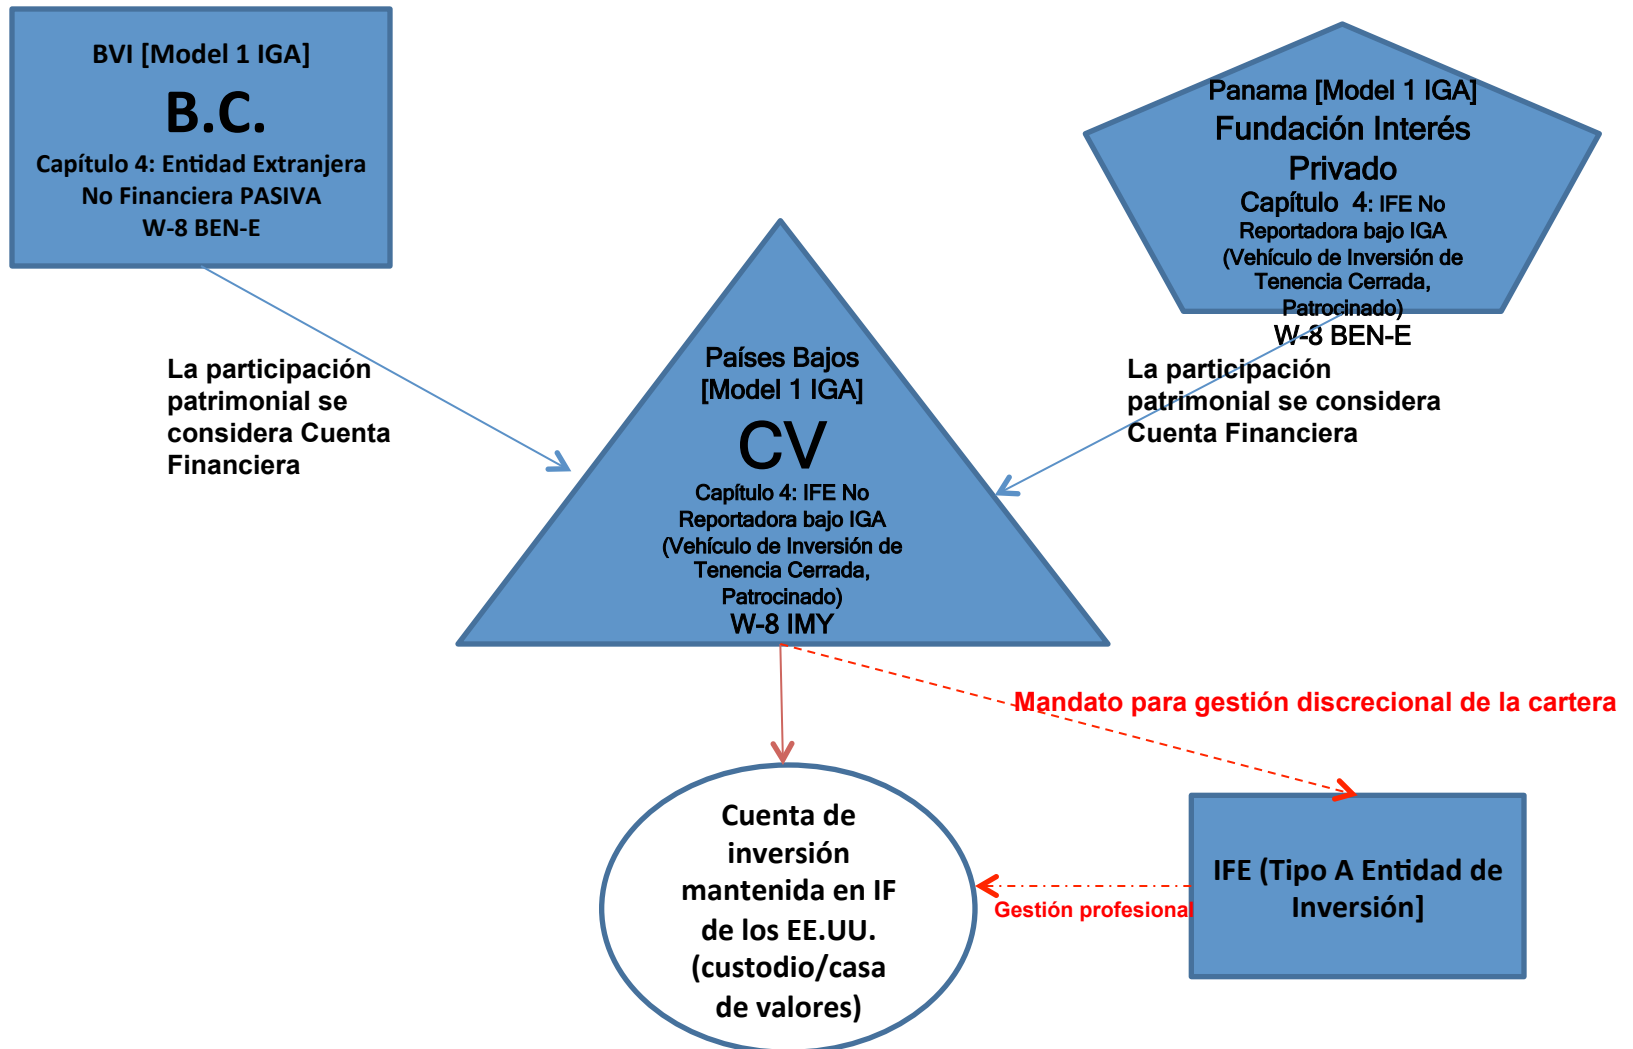 BVI [Model 1 IGA]
B.C.
Capítulo 4: Entidad Extranjera
No Financiera PASIVA
W-8 BEN-E
Panama [Model 1 IGA]
Fundación Interés
Privado
Capítulo 4: IFE No
Reportadora bajo IGA
(Vehículo de Inversión de
Tenencia Cerrada,
Patrocinado)
W-8 BEN-E
La participación
patrimonial se
considera Cuenta
Financiera
La participación
patrimonial se considera
Cuenta Financiera
Países Bajos
[Model 1 IGA]
CV
Capítulo 4: IFE No
Reportadora bajo IGA
(Vehículo de Inversión de
Tenencia Cerrada,
Patrocinado)
W-8 IMY
Mandato para gestión discrecional de la cartera
Cuenta de
inversión
mantenida en IF
de los EE.UU.
(custodio/casa
de valores)
Gestión profesional
IFE (Tipo A Entidad de
Inversión]